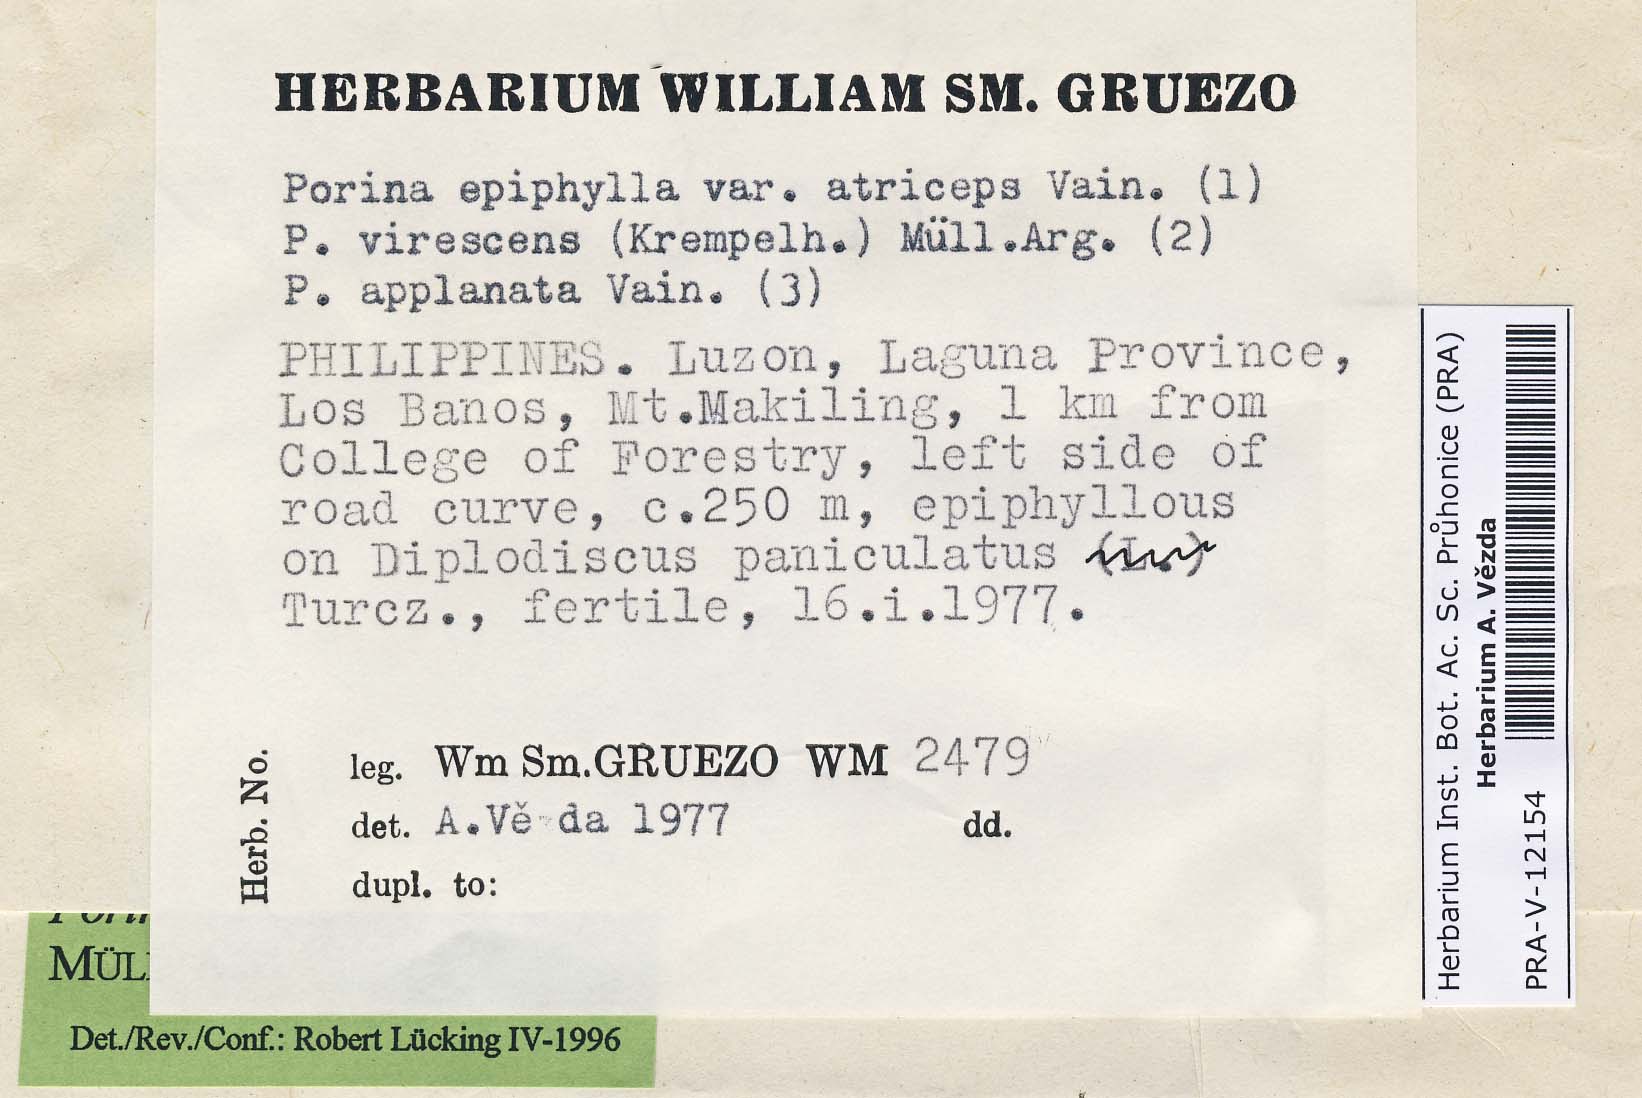 HERBARIUM WILLIAM SM. GRUEZO
Porina epiphylla var. atriceps Vain. (1)
P. virescens (Krempelh.) Müll.Arg. (2)
P. applanata Vain. (3)
PHILIPPINES. Luzon, Laguna Province,
Los Banos, Mt.Makiling, 1 km from
College of Forestry, left side of
road curve, c.250 m, epiphyllous
on Diplodiscus paniculatus (L.)
Turcz., fertile, 16.i.1977.
Herb. No.
leg. Wm Sm.GRUEZO WM 2479
det. A.Vě da 1977 dd.
dupl. to:
MÜL
Det./Rev./Conf.: Robert Lücking IV-1996
Herbarium Inst. Bot. Ac. Sc. Průhonice (PRA)
Herbarium A. Vězda
PRA-V-12154